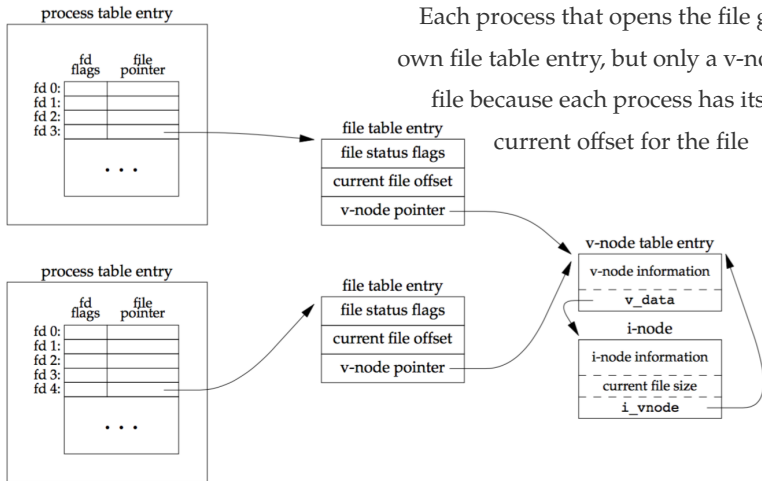 process table entry
Each process that opens the file
own file table entry, but only a
file because each process has its
current offset for the file
fd flags
file pointer
fd 0:
fd 1:
fd 2:
fd 3:
• • •
file table entry
file status flags
current file offset
v-node pointer
v-node table entry
v-node information
v_data
i-node
i-node information
current file size
i_vnode
process table entry
fd flags
file pointer
fd 0:
fd 1:
fd 2:
fd 3:
fd 4:
• • •
file table entry
file status flags
current file offset
v-node pointer